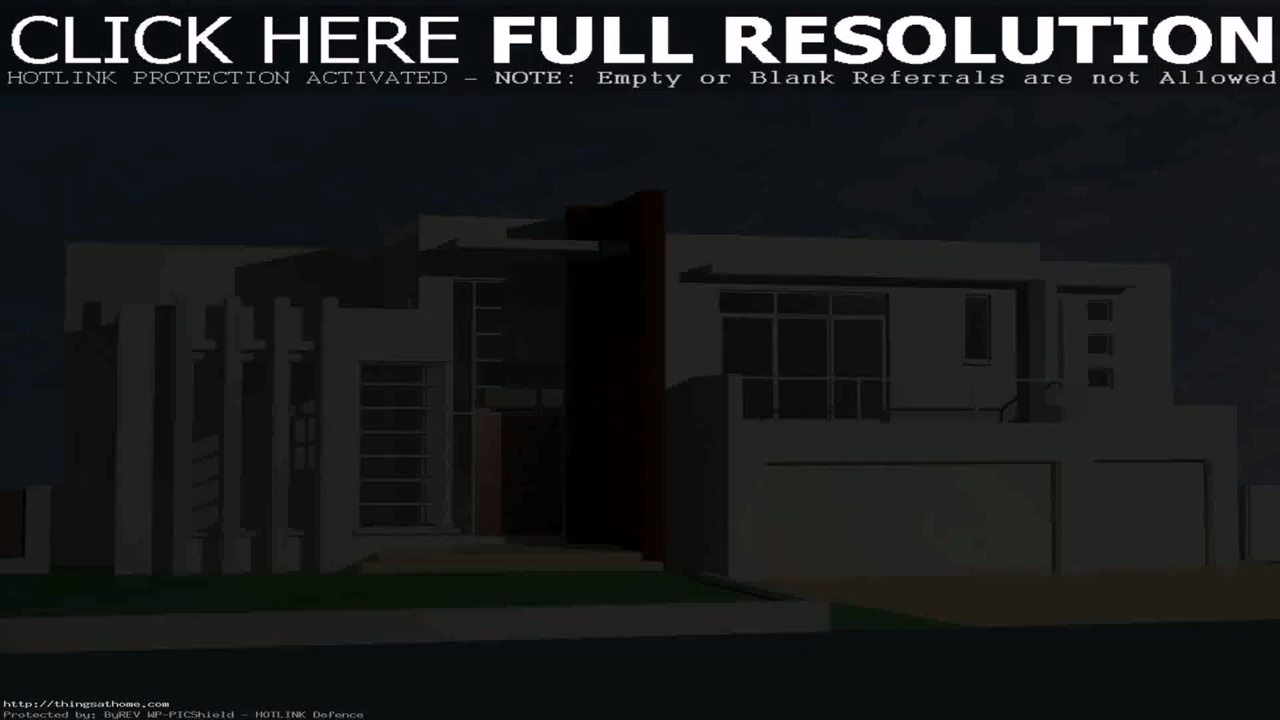 CLICK HERE FULL RESOLUTION
HOTLINK PROTECTION ACTIVATED – NOTE: Empty or Blank Referrals are not Allowed
http://thingsathome.com
Protected by: ByREV WP-PICShield – HOTLINK Defence